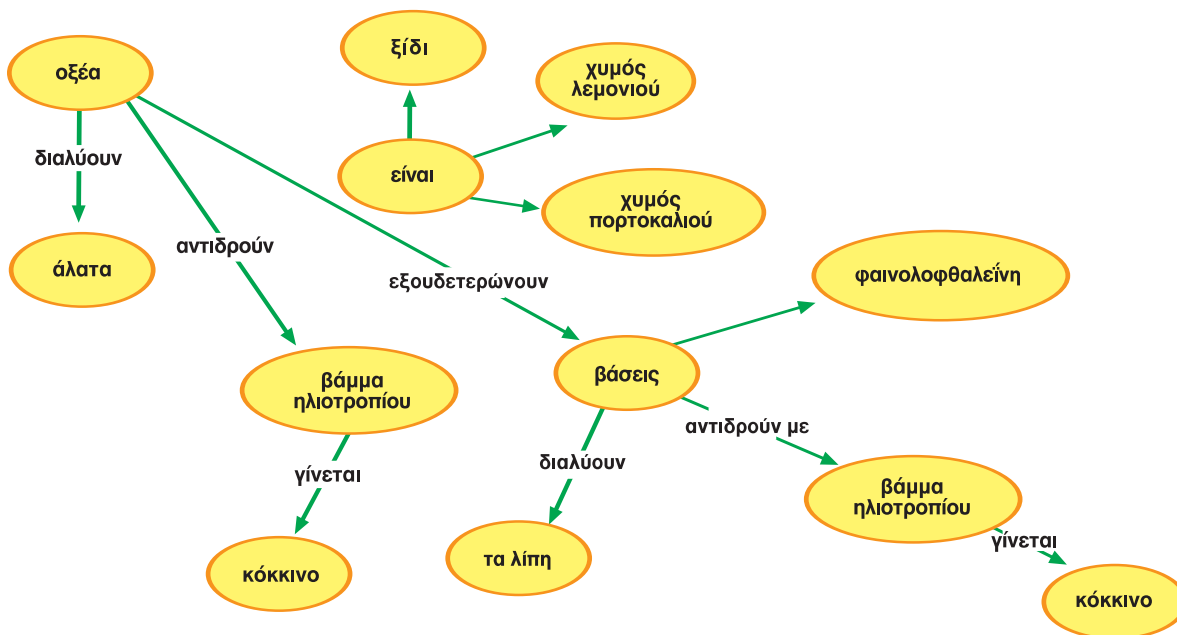 ξίδι
οξέα
χυμός
λεμονιού
διαλύουν
είναι
χυμός
πορτοκαλιού
αντιδρούν
άλατα
εξουδετερώνουν
φαινολοφθαλεΐνη
βάμμα
ηλιοτροπίου
βάσεις
αντιδρούν με
γίνεται
διαλύουν
βάμμα
ηλιοτροπίου
γίνεται
κόκκινο
τα λίπη
κόκκινο